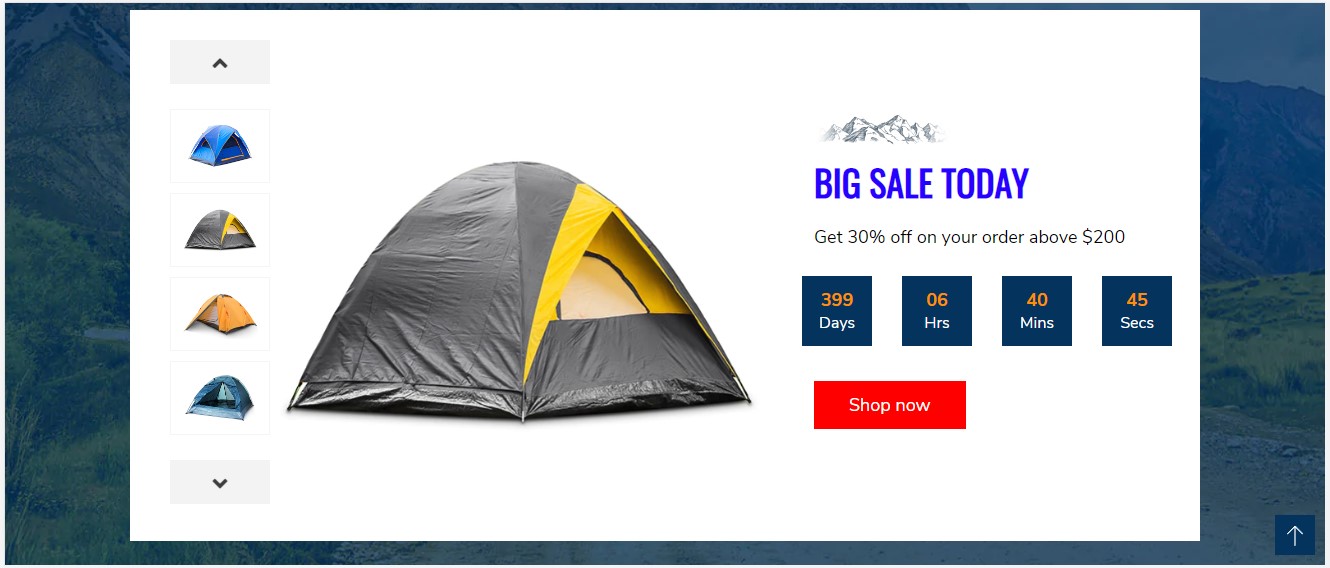 BIG SALE TODAY
Get 30% off on your order above $200
399 06 40 45
Days Hrs Mins Secs
Shop now